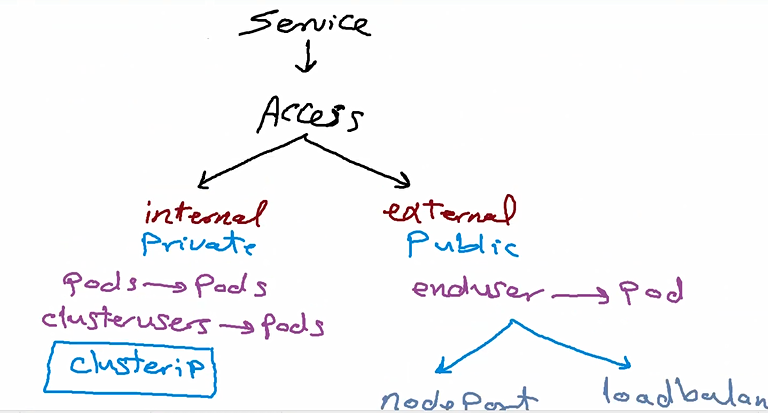 Service
Access
internal
Private
pods → pods
clusterusers → pods
clusterip
external
Public
enduser → pod
nodePort
loadbalan